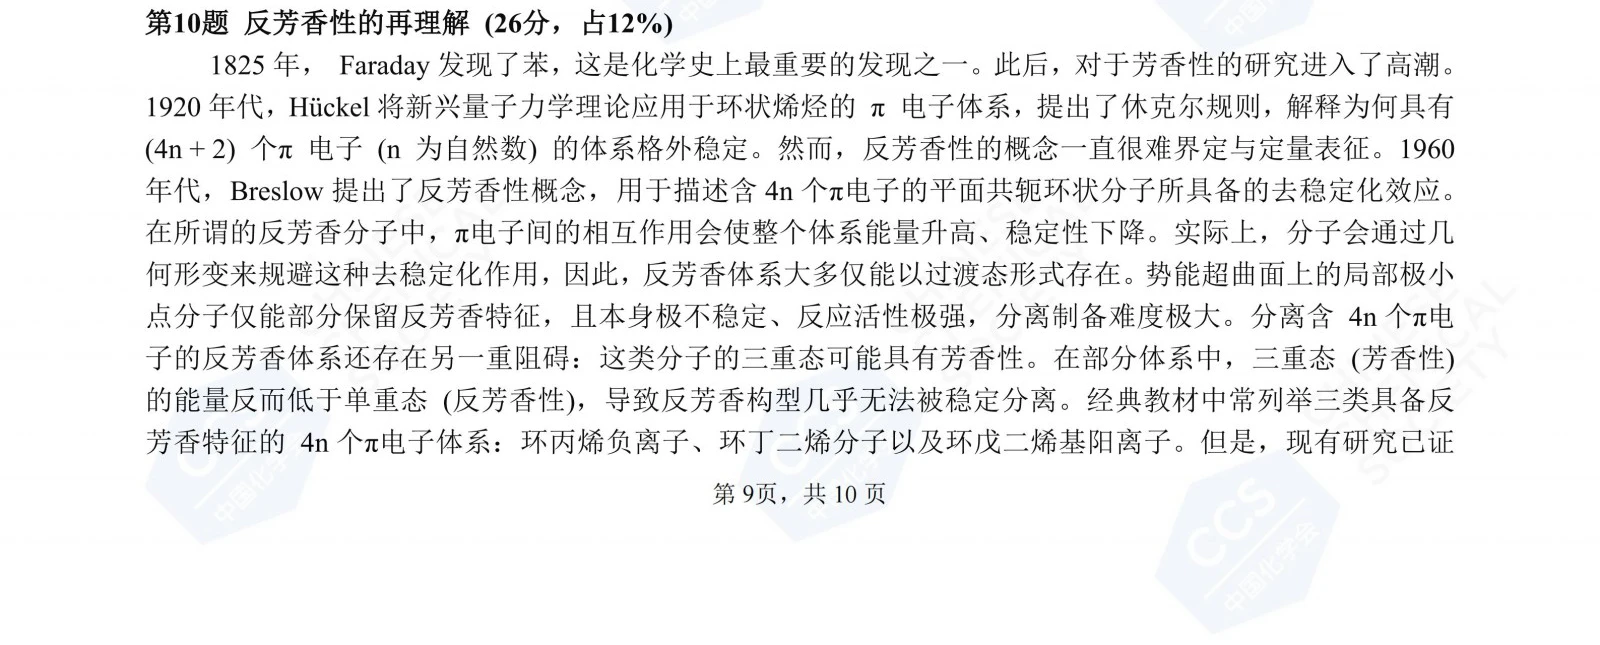 第10题 反芳香性的再理解 (26分，占12%)
1825 年， Faraday 发现了苯，这是化学史上最重要的发现之一。此后，对于芳香性的研究进入了高潮。
1920 年代，Hückel 将新兴量子力学理论应用于环状烯烃的 π 电子体系，提出了休克尔规则，解释为何具有
(4n + 2) 个π 电子 (n 为自然数) 的体系格外稳定。然而，反芳香性的概念一直很难界定与定量表征。1960
年代，Breslow 提出了反芳香性概念，用于描述含 4n 个π电子的平面共轭环状分子所具备的去稳定化效应。
在所谓的反芳香分子中，π电子间的相互作用会使整个体系能量升高、稳定性下降。实际上，分子会通过几
何形变来规避这种去稳定化作用，因此，反芳香体系大多仅能以过渡态形式存在。势能超曲面上的局部极小
点分子仅能部分保留反芳香特征，且本身极不稳定、反应活性极强，分离制备难度极大。分离含 4n 个π电
子的反芳香体系还存在另一重阻碍：这类分子的三重态可能具有芳香性。在部分体系中，三重态 (芳香性)
的能量反而低于单重态 (反芳香性)，导致反芳香构型几乎无法被稳定分离。经典教材中常列举三类具备反
芳香特征的 4n 个π电子体系：环丙烯负离子、环丁二烯分子以及环戊二烯基阳离子。但是，现有研究已证
第 9页，共 10 页
CCS
中国化学会